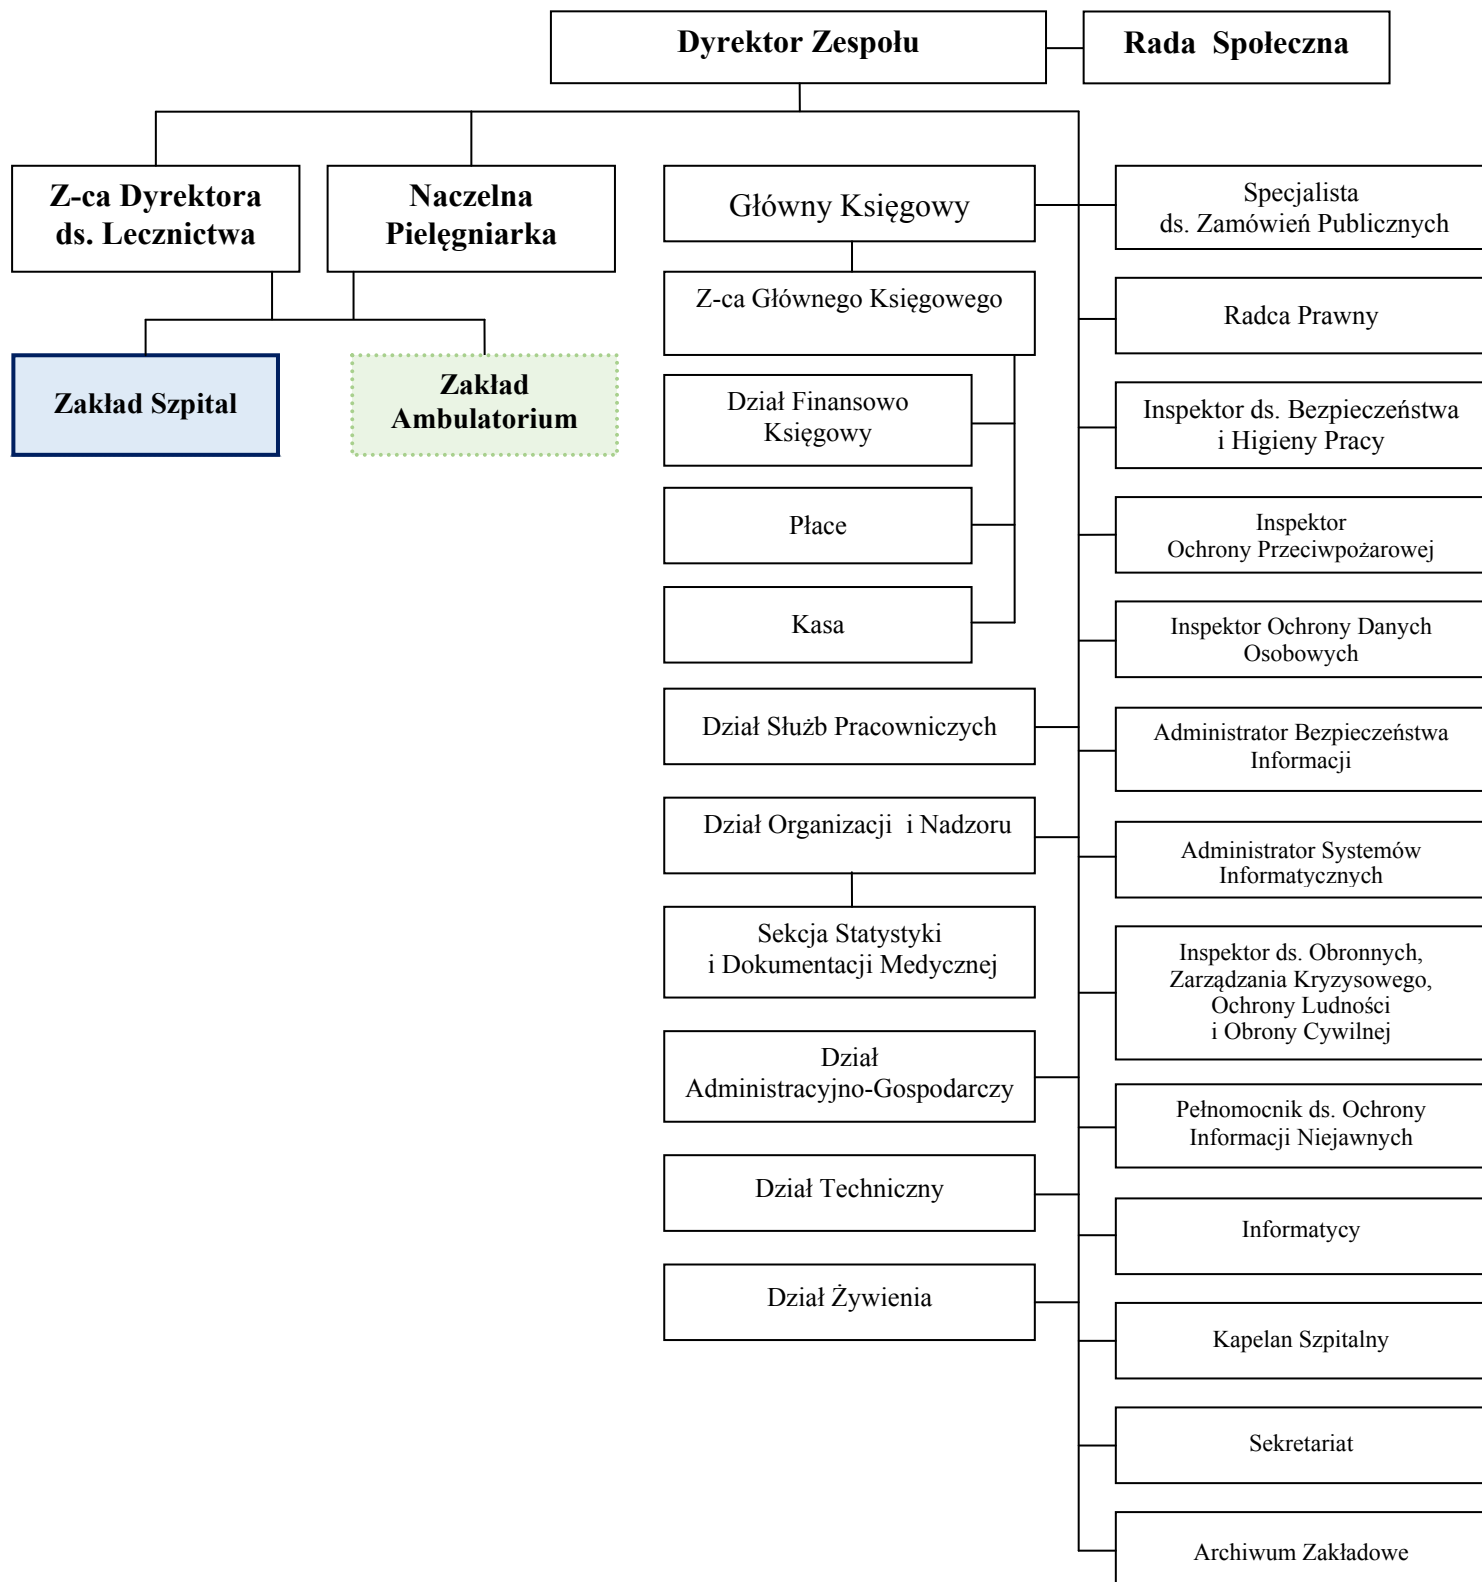 Dyrektor Zespołu
Rada Społeczna
Z-ca Dyrektora
ds. Lecznictwa
Naczelna
Pielęgniarka
Zakład Szpital
Zakład
Ambulatorium
Główny Księgowy
Z-ca Głównego Księgowego
Dział Finansowo
Księgowy
Płace
Kasa
Dział Służb Pracowniczych
Dział Organizacji i Nadzoru
Sekcja Statystyki
i Dokumentacji Medycznej
Dział
Administracyjno-Gospodarczy
Dział Techniczny
Dział Żywienia
Specjalista
ds. Zamówień Publicznych
Radca Prawny
Inspektor ds. Bezpieczeństwa
i Higieny Pracy
Inspektor
Ochrony Przeciwpożarowej
Inspektor Ochrony Danych
Osobowych
Administrator Bezpieczeństwa
Informacji
Administrator Systemów
Informatycznych
Inspektor ds. Obronnych,
Zarządzania Kryzysowego,
Ochrony Ludności
i Obrony Cywilnej
Pełnomocnik ds. Ochrony
Informacji Niejawnych
Informatycy
Kapelan Szpitalny
Sekretariat
Archiwum Zakładowe